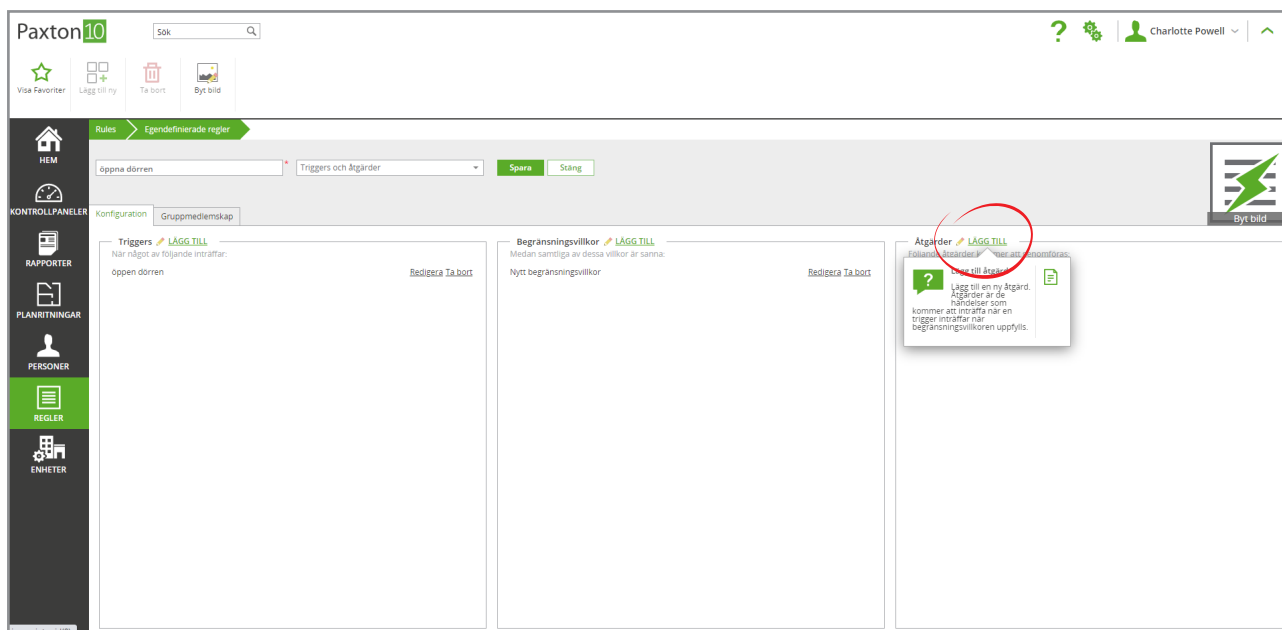 Paxton10
Sök
Charlotte Powell
Visa Favoriter
Lägg till ny
Ta bort
Byt bild
HEM
KONTROLLPANELER
RAPPORTER
PLANRITNINGAR
PERSONER
REGLER
ENHETER
Rules
Egendefinierade regler
öppna dörren
*
Triggers och åtgärder
Spara
Stäng
Byt bild
Konfiguration
Gruppmedlemskap
Triggers LÄGG TILL
När något av följande inträffar:
öppen dörren
Redigera Ta bort
Begränsningsvillkor LÄGG TILL
Medan samtliga av dessa villkor är sanna:
Nytt begränsningsvillkor
Redigera Ta bort
Åtgärder LÄGG TILL
Följande åtgärder att genomföras:
?
Lägg till åtgärd
Lägg till en ny åtgärd.
Åtgärder är de
händelser som
kommer att inträffa när en
trigger inträffar när
begränsningsvillkoren uppfylls.